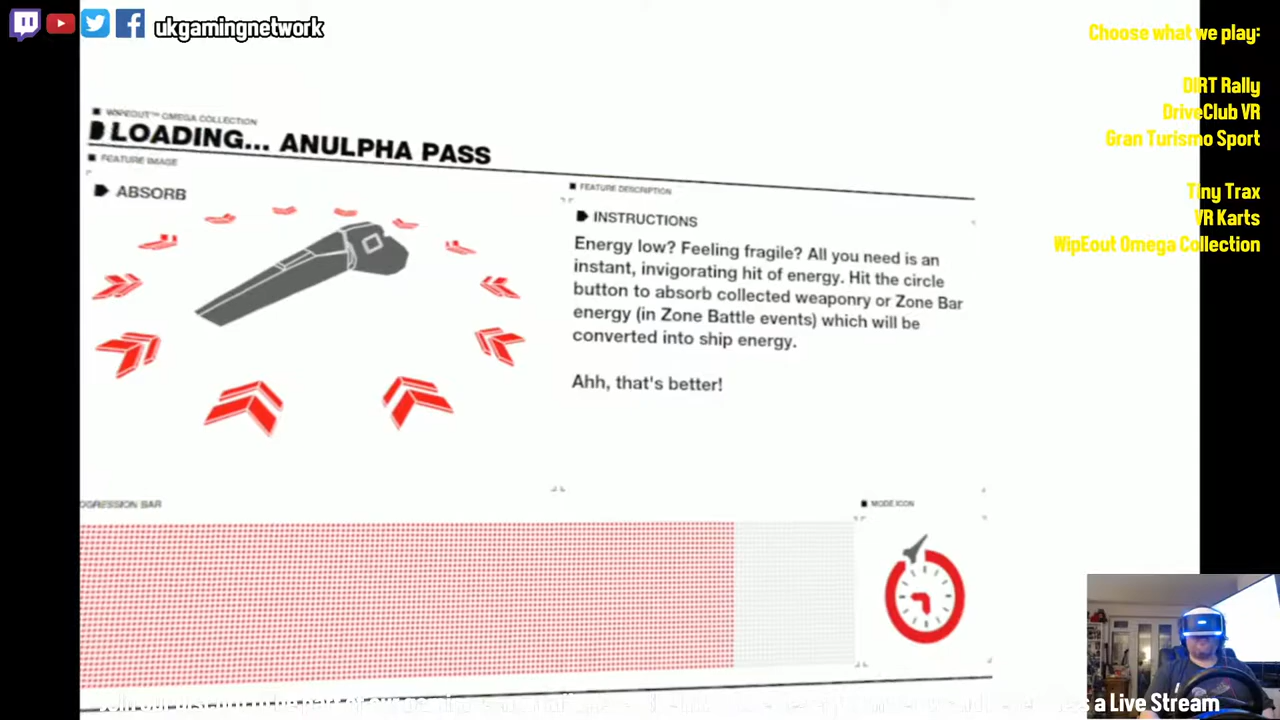 ukgamingnetwork
Choose what we play:
DIRT Rally
DriveClub VR
Gran Turismo Sport
Tiny Trax
VR Karts
WipEout Omega Collection
WIPEOUT™ OMEGA COLLECTION
LOADING... ANULPHA PASS
FEATURE IMAGE
ABSORB
FEATURE DESCRIPTION
INSTRUCTIONS
Energy low? Feeling fragile? All you need is an
instant, invigorating hit of energy. Hit the circle
button to absorb collected weaponry or Zone Bar
energy (in Zone Battle events) which will be
converted into ship energy.
Ahh, that's better!
OGRESSION BAR
MODE ICON
a Live Stream